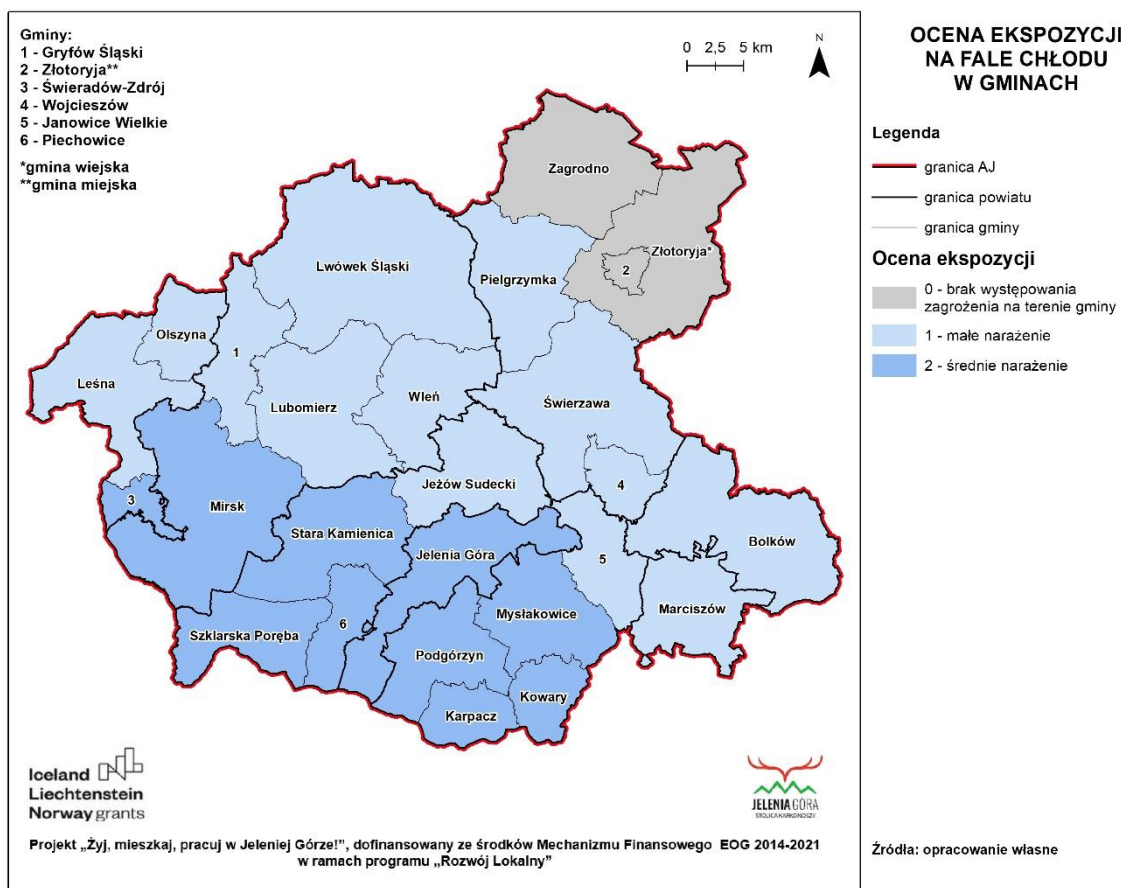 Gminy:
1 - Gryfów Śląski
2 - Złotoryja**
3 - Świeradów-Zdrój
4 - Wojcieszów
5 - Janowice Wielkie
6 - Piechowice
*gmina wiejska
**gmina miejska
0 2,5 5 km
N
Zagrodno
Złotoryja*
2
Lwówek Śląski
Pielgrzymka
Olszyna
1
Leśna
Lubomierz
Wleń
Świerzawa
Jeżów Sudecki
4
3
Mirsk
Stara Kamienica
Jelenia Góra
5
Bolków
Mysłakowice
Marciszów
Szklarska Poręba
6
Podgórzyn
Kowary
Karpacz
Iceland
Liechtenstein
Norway grants
JELENIA GÓRA
STOLICA KARKONOSZY
Projekt „Żyj, mieszkaj, pracuj w Jeleniej Górze!”, dofinansowany ze środków Mechanizmu Finansowego EOG 2014-2021
w ramach programu „Rozwój Lokalny”
OCENA EKSPOZYCJI
NA FALE CHŁODU
W GMINACH
Legenda
granica AJ
granica powiatu
granica gminy
Ocena ekspozycji
0 - brak występowania
zagrożenia na terenie gminy
1 - małe narażenie
2 - średnie narażenie
Źródła: opracowanie własne